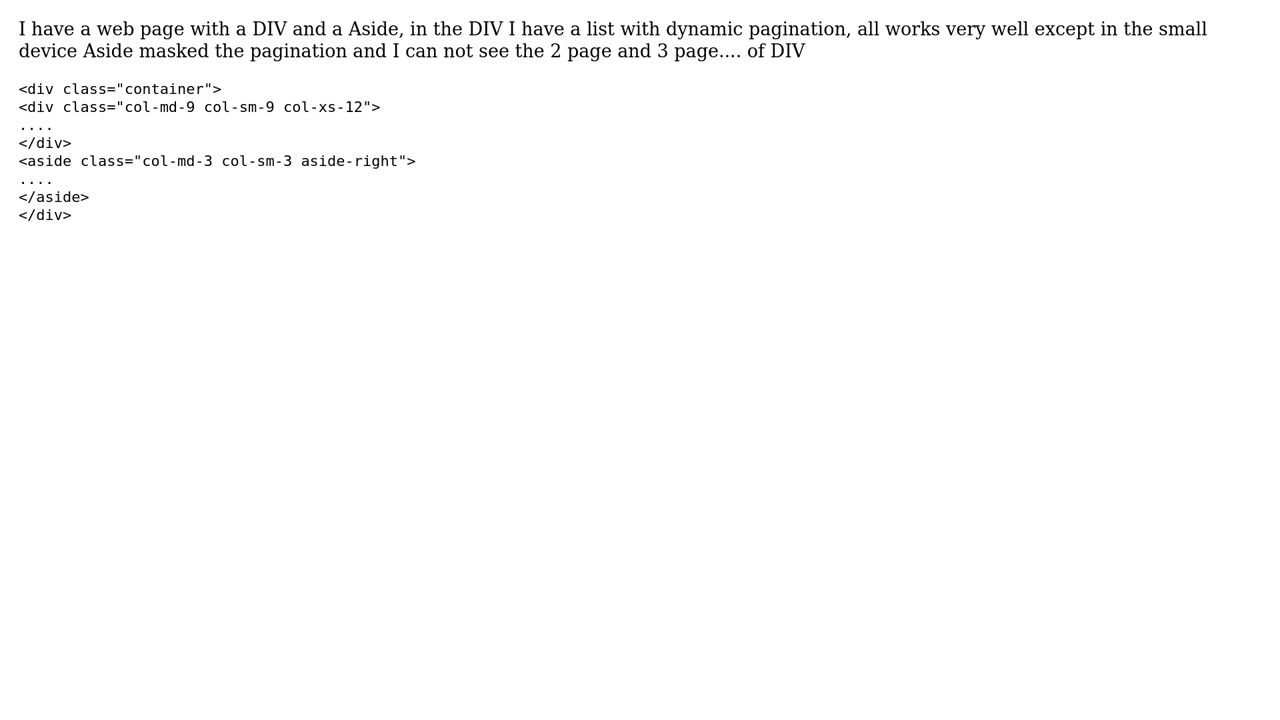 I have a web page with a DIV and a Aside, in the DIV I have a list with dynamic pagination, all works very well except in the small
device Aside masked the pagination and I can not see the 2 page and 3 page.... of DIV
<div class="container">
<div class="col-md-9 col-sm-9 col-xs-12">
....
</div>
<aside class="col-md-3 col-sm-3 aside-right">
....
</aside>
</div>